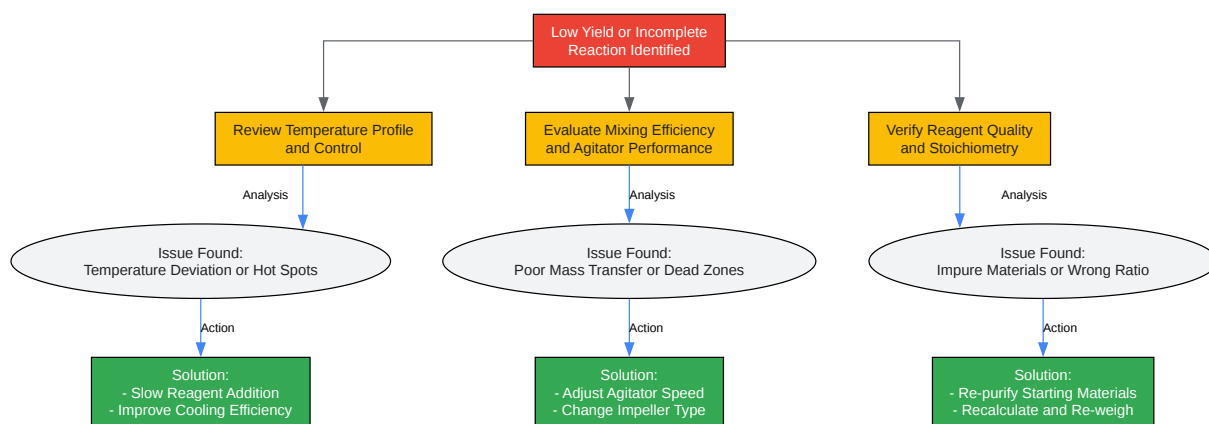 Low Yield or Incomplete
Reaction Identified
Review Temperature Profile
and Control
Evaluate Mixing Efficiency
and Agitator Performance
Verify Reagent Quality
and Stoichiometry
Analysis
Analysis
Analysis
Issue Found:
Temperature Deviation or Hot Spots
Issue Found:
Poor Mass Transfer or Dead Zones
Issue Found:
Impure Materials or Wrong Ratio
Action
Action
Action
Solution:
- Slow Reagent Addition
- Improve Cooling Efficiency
Solution:
- Adjust Agitator Speed
- Change Impeller Type
Solution:
- Re-purify Starting Materials
- Recalculate and Re-weigh